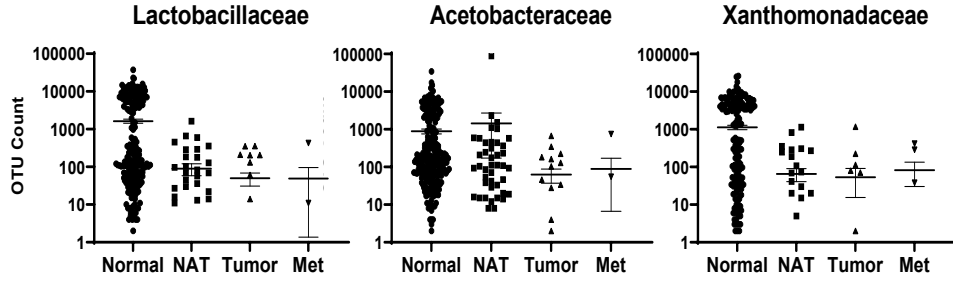 Lactobacillaceae
Acetobacteraceae
Xanthomonadaceae
OTU Count
100000
10000
1000
100
10
1
Normal NAT Tumor Met
100000
10000
1000
100
10
1
Normal NAT Tumor Met
100000
10000
1000
100
10
1
Normal NAT Tumor Met